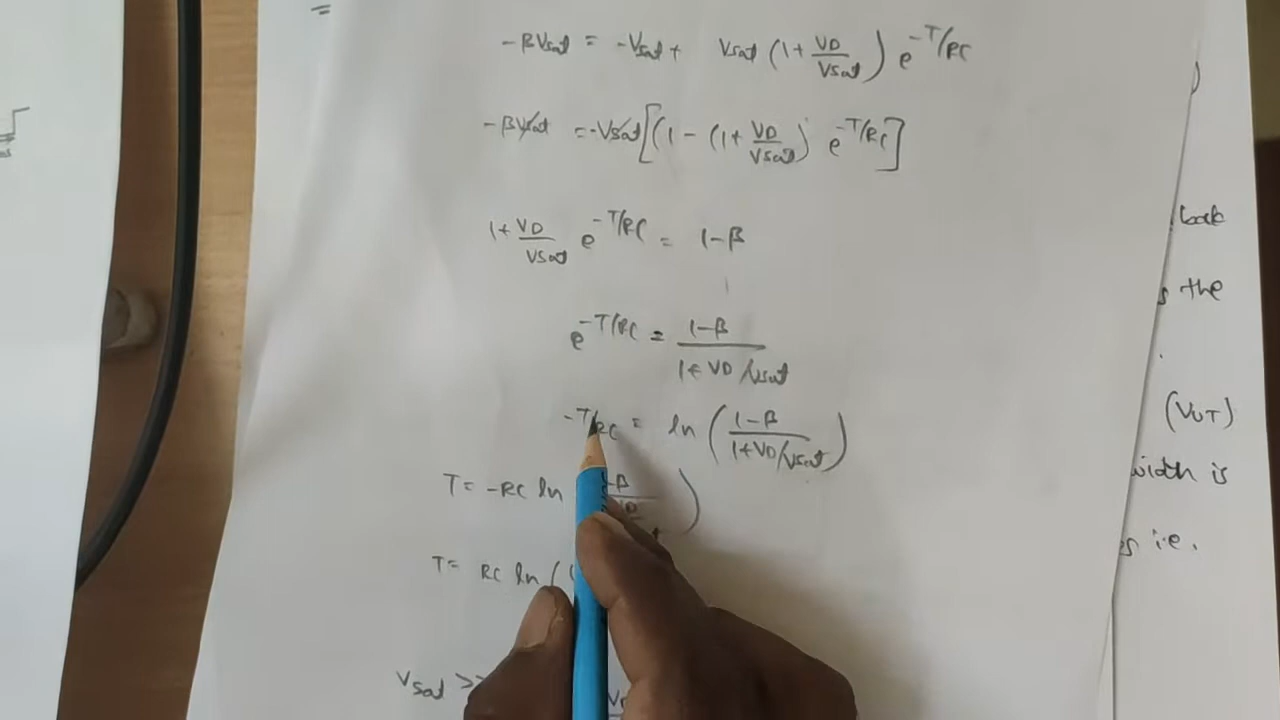 =
-βVsat = -Vsat + Vsat (1 + VD/Vsat) e^-T/RC
-βVsat = -Vsat [(1 - (1 + VD/Vsat) e^-T/RC]
1 + VD/Vsat e^-T/RC = 1-β
e^-T/RC = 1-β / 1+VD/Vsat
-T/RC = ln (1-β / 1+VD/Vsat)
T = -RC ln -β )
T = RC ln (
Vsat >
the
(VUT)
width is
i.e.